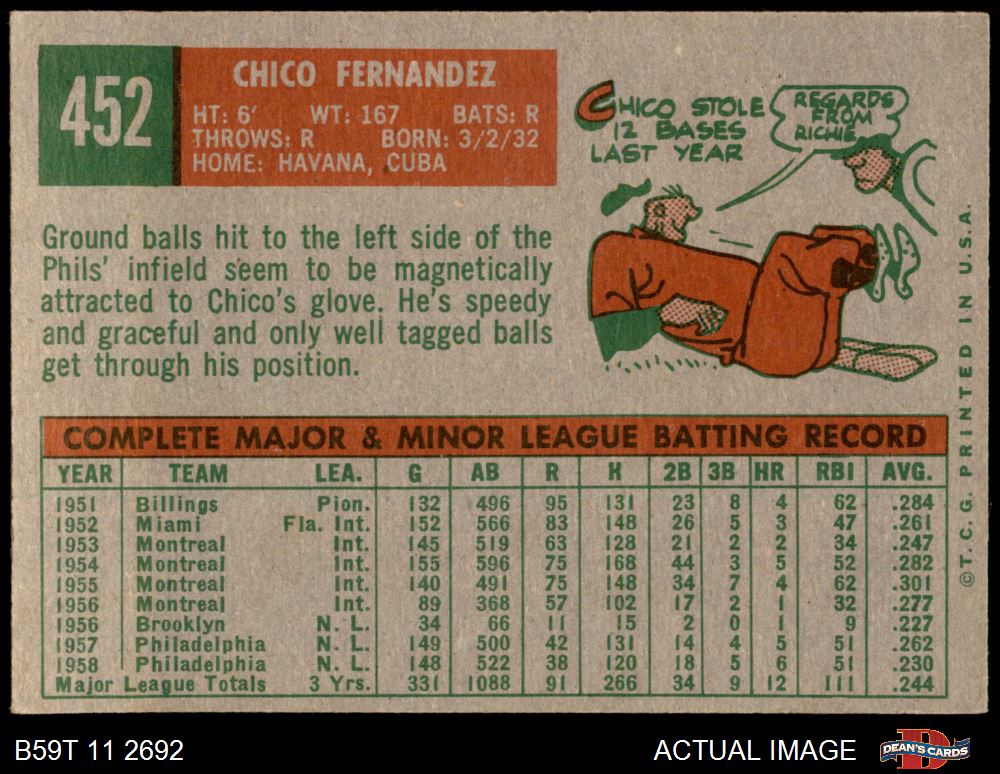 452
CHICO FERNANDEZ
HT: 6' WT: 167 BATS: R
THROWS: R BORN: 3/2/32
HOME: HAVANA, CUBA
CHICO STOLE
12 BASES
LAST YEAR
REGARDS
FROM
RICHIE
Ground balls hit to the left side of the
Phils' infield seem to be magnetically
attracted to Chico's glove. He's speedy
and graceful and only well tagged balls
get through his position.
COMPLETE MAJOR & MINOR LEAGUE BATTING RECORD
YEAR TEAM LEA. G AB R H 2B 3B HR RBI AVG.
1951 Billings Pion. 132 496 95 131 23 8 4 62 .284
1952 Miami Fla. Int. 152 566 83 148 26 5 3 47 .261
1953 Montreal Int. 145 519 63 128 21 2 2 34 .247
1954 Montreal Int. 155 596 75 168 44 3 5 52 .282
1955 Montreal Int. 140 491 75 148 34 7 4 62 .301
1956 Montreal Int. 89 368 57 102 17 2 1 32 .277
1956 Brooklyn N. L. 34 66 11 15 2 0 1 9 .227
1957 Philadelphia N. L. 149 500 42 131 14 4 5 51 .262
1958 Philadelphia N. L. 148 522 38 120 18 5 6 51 .230
Major League Totals 3 Yrs. 331 1088 91 266 34 9 12 111 .244
©T. C. G. PRINTED IN U.S.A.
B59T 11 2692
ACTUAL IMAGE
DEAN'S CARDS